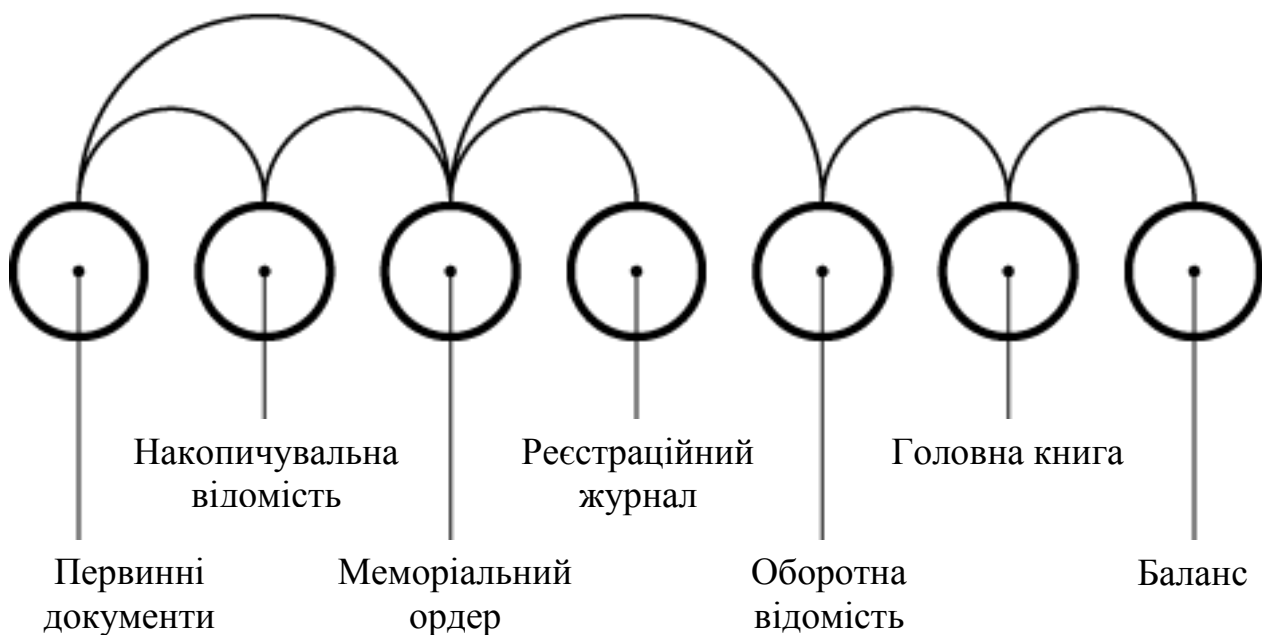 Накопичувальна
відомість
Реєстраційний
журнал
Головна книга
Первинні
документи
Меморіальний
ордер
Оборотна
відомість
Баланс